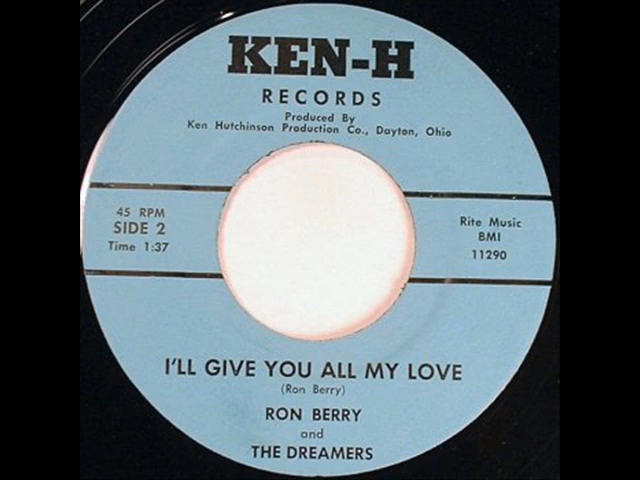 KEN-H
RECORDS
Produced By
Ken Hutchinson Production Co., Dayton, Ohio
45 RPM
SIDE 2
Time 1:37
Rite Music
BMI
11290
I'LL GIVE YOU ALL MY LOVE
(Ron Berry)
RON BERRY
and
THE DREAMERS